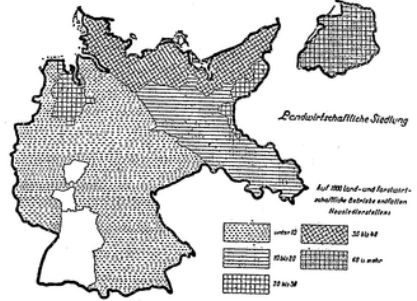 Landwirtschaftliche Siedlung
Auf 1000 land- und forstwirt-
schaftliche Betriebe entfallen
Neusiedlerstellen
unter 10
30 bis 40
10 bis 20
40 u. mehr
20 bis 30